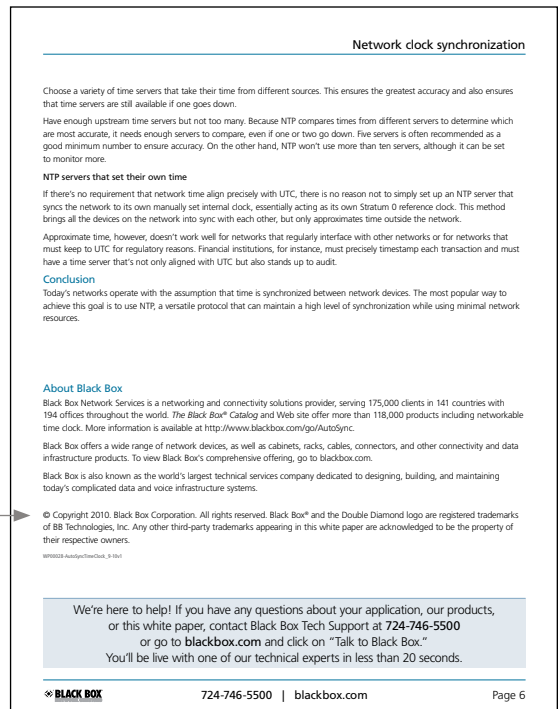 Network clock synchronization
Choose a variety of time servers that take their time from different sources. This ensures the greatest accuracy and also ensures
that time servers are still available if one goes down.
Have enough upstream time servers but not too many. Because NTP compares times from different servers to determine which
are most accurate, it needs enough servers to compare, even if one or two go down. Five servers is often recommended as a
good minimum number to ensure accuracy. On the other hand, NTP won't use more than ten servers, although it can be set
to monitor more.
NTP servers that set their own time
If there's no requirement that network time align precisely with UTC, there is no reason not to simply set up an NTP server that
syncs the network to its own manually set internal clock, essentially acting as its own Stratum 0 reference clock. This method
brings all the devices on the network into sync with each other, but only approximates time outside the network.
Approximate time, however, doesn't work well for networks that regularly interface with other networks or for networks that
must keep to UTC for regulatory reasons. Financial institutions, for instance, must precisely timestamp each transaction and must
have a time server that's not only aligned with UTC but also stands up to audit.
Conclusion
Today's networks operate with the assumption that time is synchronized between network devices. The most popular way to
achieve this goal is to use NTP, a versatile protocol that can maintain a high level of synchronization while using minimal network
resources.
About Black Box
Black Box Network Services is a networking and connectivity solutions provider, serving 175,000 clients in 141 countries with
194 offices throughout the world. The Black Box® Catalog and Web site offer more than 118,000 products including networkable
time clock. More information is available at http://www.blackbox.com/go/AutoSync.
Black Box offers a wide range of network devices, as well as cabinets, racks, cables, connectors, and other connectivity and data
infrastructure products. To view Black Box's comprehensive offering, go to blackbox.com.
Black Box is also known as the world's largest technical services company dedicated to designing, building, and maintaining
today's complicated data and voice infrastructure systems.
© Copyright 2010. Black Box Corporation. All rights reserved. Black Box® and the Double Diamond logo are registered trademarks
of BB Technologies, Inc. Any other third-party trademarks appearing in this white paper are acknowledged to be the property of
their respective owners.
WP00028-AutoSyncTimeClock_9-10v1
We're here to help! If you have any questions about your application, our products,
or this white paper, contact Black Box Tech Support at 724-746-5500
or go to blackbox.com and click on “Talk to Black Box.”
You'll be live with one of our technical experts in less than 20 seconds.
BLACK BOX 724-746-5500 | blackbox.com Page 6